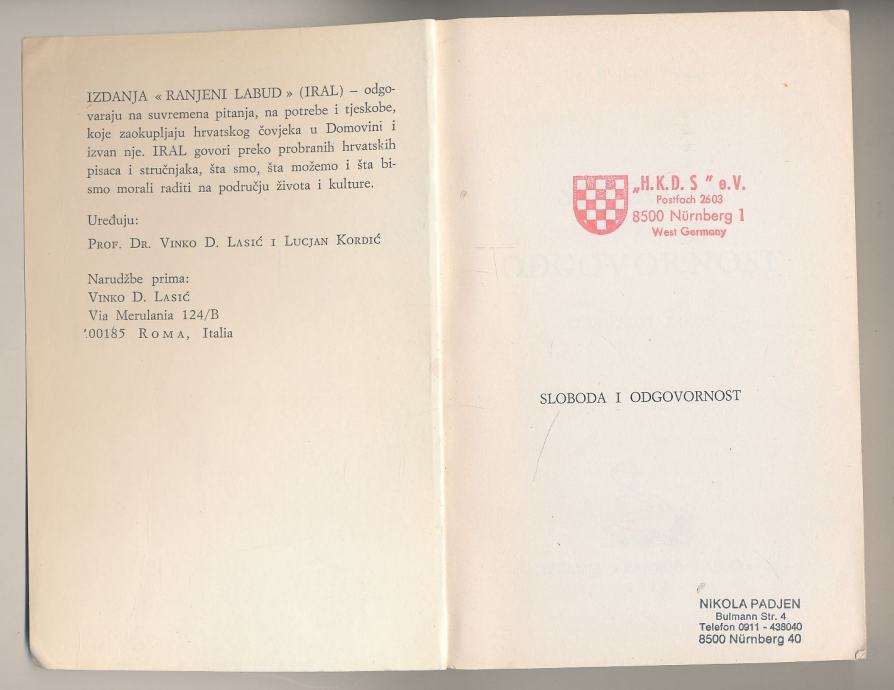 IZDANJA « RANJENI LABUD » (IRAL) – odgo-
varaju na suvremena pitanja, na potrebe i tjeskobe,
koje zaokupljaju hrvatskog čovjeka u Domovini i
izvan nje. IRAL govori preko probranih hrvatskih
pisaca i stručnjaka, šta smo, šta možemo i šta bi-
smo morali raditi na području života i kulture.
Uređuju:
PROF. DR. VINKO D. LASIĆ I LUCJAN KORDIĆ
Narudžbe prima:
VINKO D. LASIĆ
Via Merulania 124/B
00185 ROMA, Italia
„H.K.D.S" e.V.
Postfach 2603
8500 Nürnberg 1
West Germany
SLOBODA I ODGOVORNOST
NIKOLA PADJEN
Bulmann Str. 4
Telefon 0911 - 438040
8500 Nürnberg 40